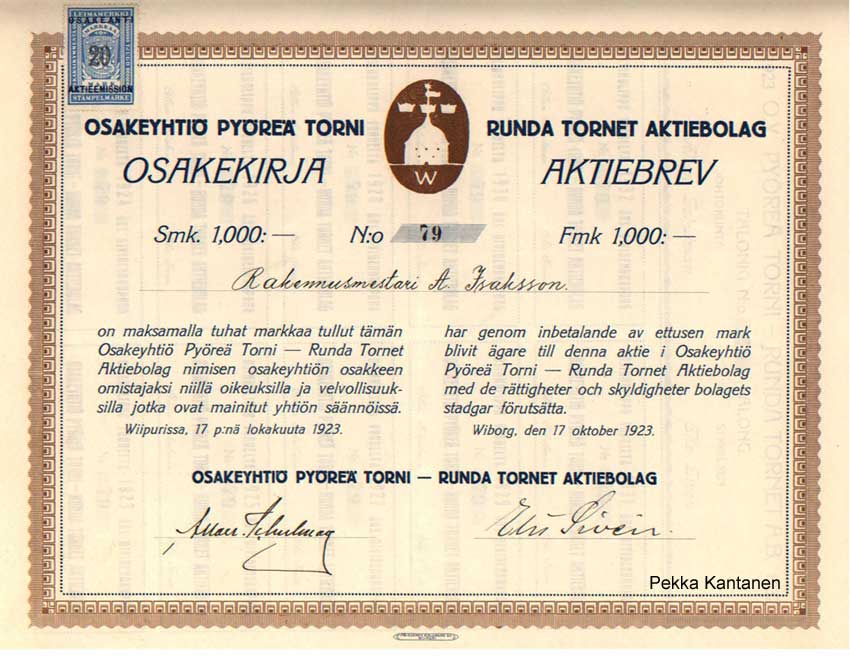 LEIMAMERKKI
OSAKEANTI
MARKKAA
20
AKTIEEMISSION
STÄMPELMÄRKE
OSAKEYHTIÖ PYÖREÄ TORNI
RUNDA TORNET AKTIEBOLAG
W
OSAKEKIRJA
AKTIEBREV
Smk. 1,000: —
N:o 79
Fmk 1,000: —
Rakennusmestari A. Isaksson.
on maksamalla tuhat markkaa tullut tämän
Osakeyhtiö Pyöreä Torni — Runda Tornet
Aktiebolag nimisen osakeyhtiön osakkeen
omistajaksi niillä oikeuksilla ja velvollisuuk-
silla jotka ovat mainitut yhtiön säännöissä.
Wiipurissa, 17 p:nä lokakuuta 1923.
har genom inbetalande av ettusen mark
blivit ägare till denna aktie i Osakeyhtiö
Pyöreä Torni — Runda Tornet Aktiebolag
med de rättigheter och skyldigheter bolagets
stadgar förutsätta.
Wiborg, den 17 oktober 1923.
OSAKEYHTIÖ PYÖREÄ TORNI — RUNDA TORNET AKTIEBOLAG
Pekka Kantanen